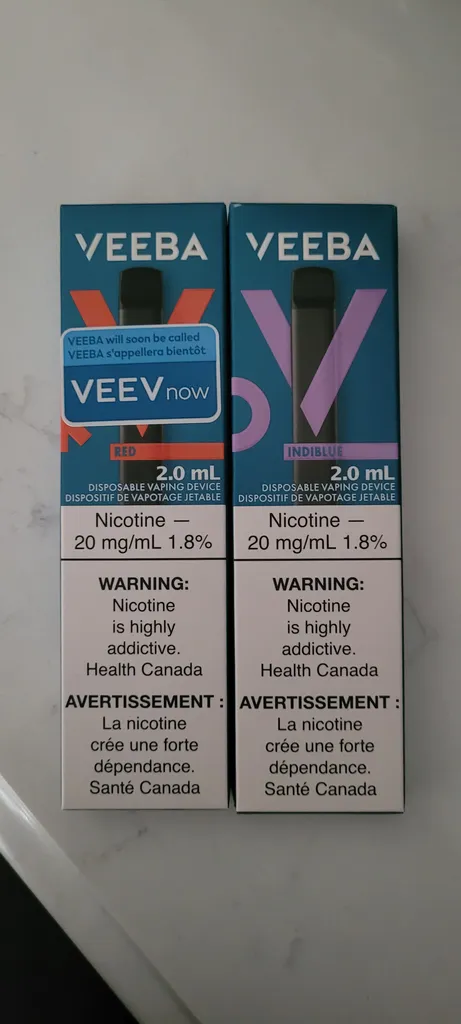 VEEBA
VEEBA will soon be called
VEEBA s'appellera bientôt
VEEV now
RED
2.0 mL
DISPOSABLE VAPING DEVICE
DISPOSITIF DE VAPOTAGE JETABLE
Nicotine —
20 mg/mL 1.8%
WARNING:
Nicotine
is highly
addictive.
Health Canada
AVERTISSEMENT :
La nicotine
crée une forte
dépendance.
Santé Canada
VEEBA
INDIBLUE
2.0 mL
DISPOSABLE VAPING DEVICE
DISPOSITIF DE VAPOTAGE JETABLE
Nicotine —
20 mg/mL 1.8%
WARNING:
Nicotine
is highly
addictive.
Health Canada
AVERTISSEMENT :
La nicotine
crée une forte
dépendance.
Santé Canada